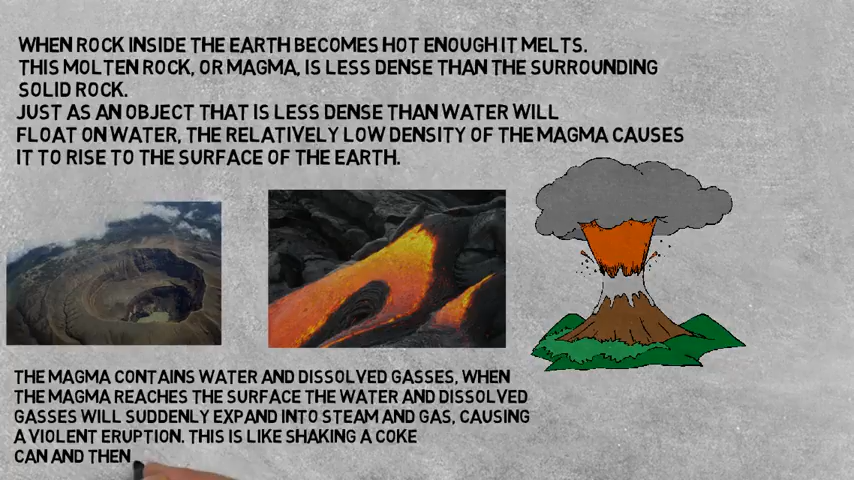 WHEN ROCK INSIDE THE EARTH BECOMES HOT ENOUGH IT MELTS.
THIS MOLTEN ROCK, OR MAGMA, IS LESS DENSE THAN THE SURROUNDING
SOLID ROCK.
JUST AS AN OBJECT THAT IS LESS DENSE THAN WATER WILL
FLOAT ON WATER, THE RELATIVELY LOW DENSITY OF THE MAGMA CAUSES
IT TO RISE TO THE SURFACE OF THE EARTH.
THE MAGMA CONTAINS WATER AND DISSOLVED GASSES, WHEN
THE MAGMA REACHES THE SURFACE THE WATER AND DISSOLVED
GASSES WILL SUDDENLY EXPAND INTO STEAM AND GAS, CAUSING
A VIOLENT ERUPTION. THIS IS LIKE SHAKING A COKE
CAN AND THEN